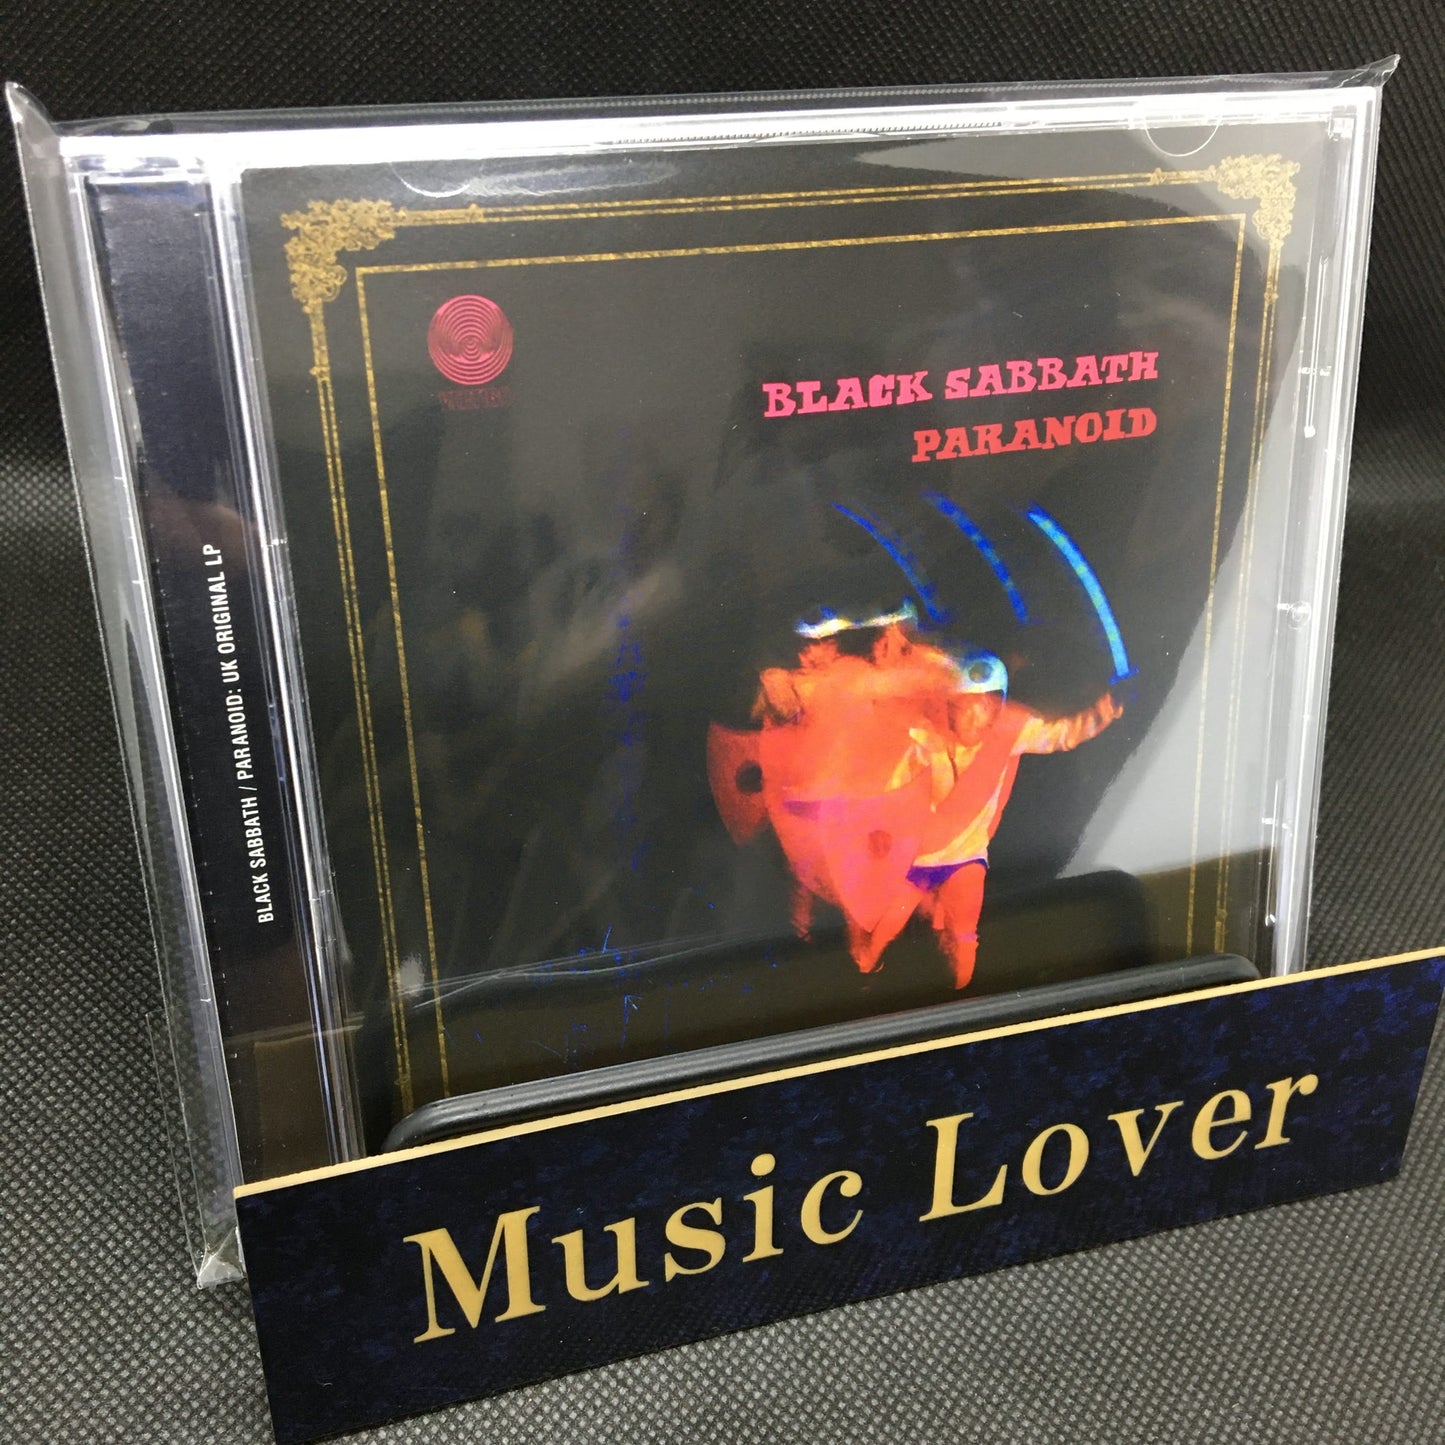 BLACK SABBATH
PARANOID
BLACK SABBATH / PARANOID: UK ORIGINAL LP
Music Lover